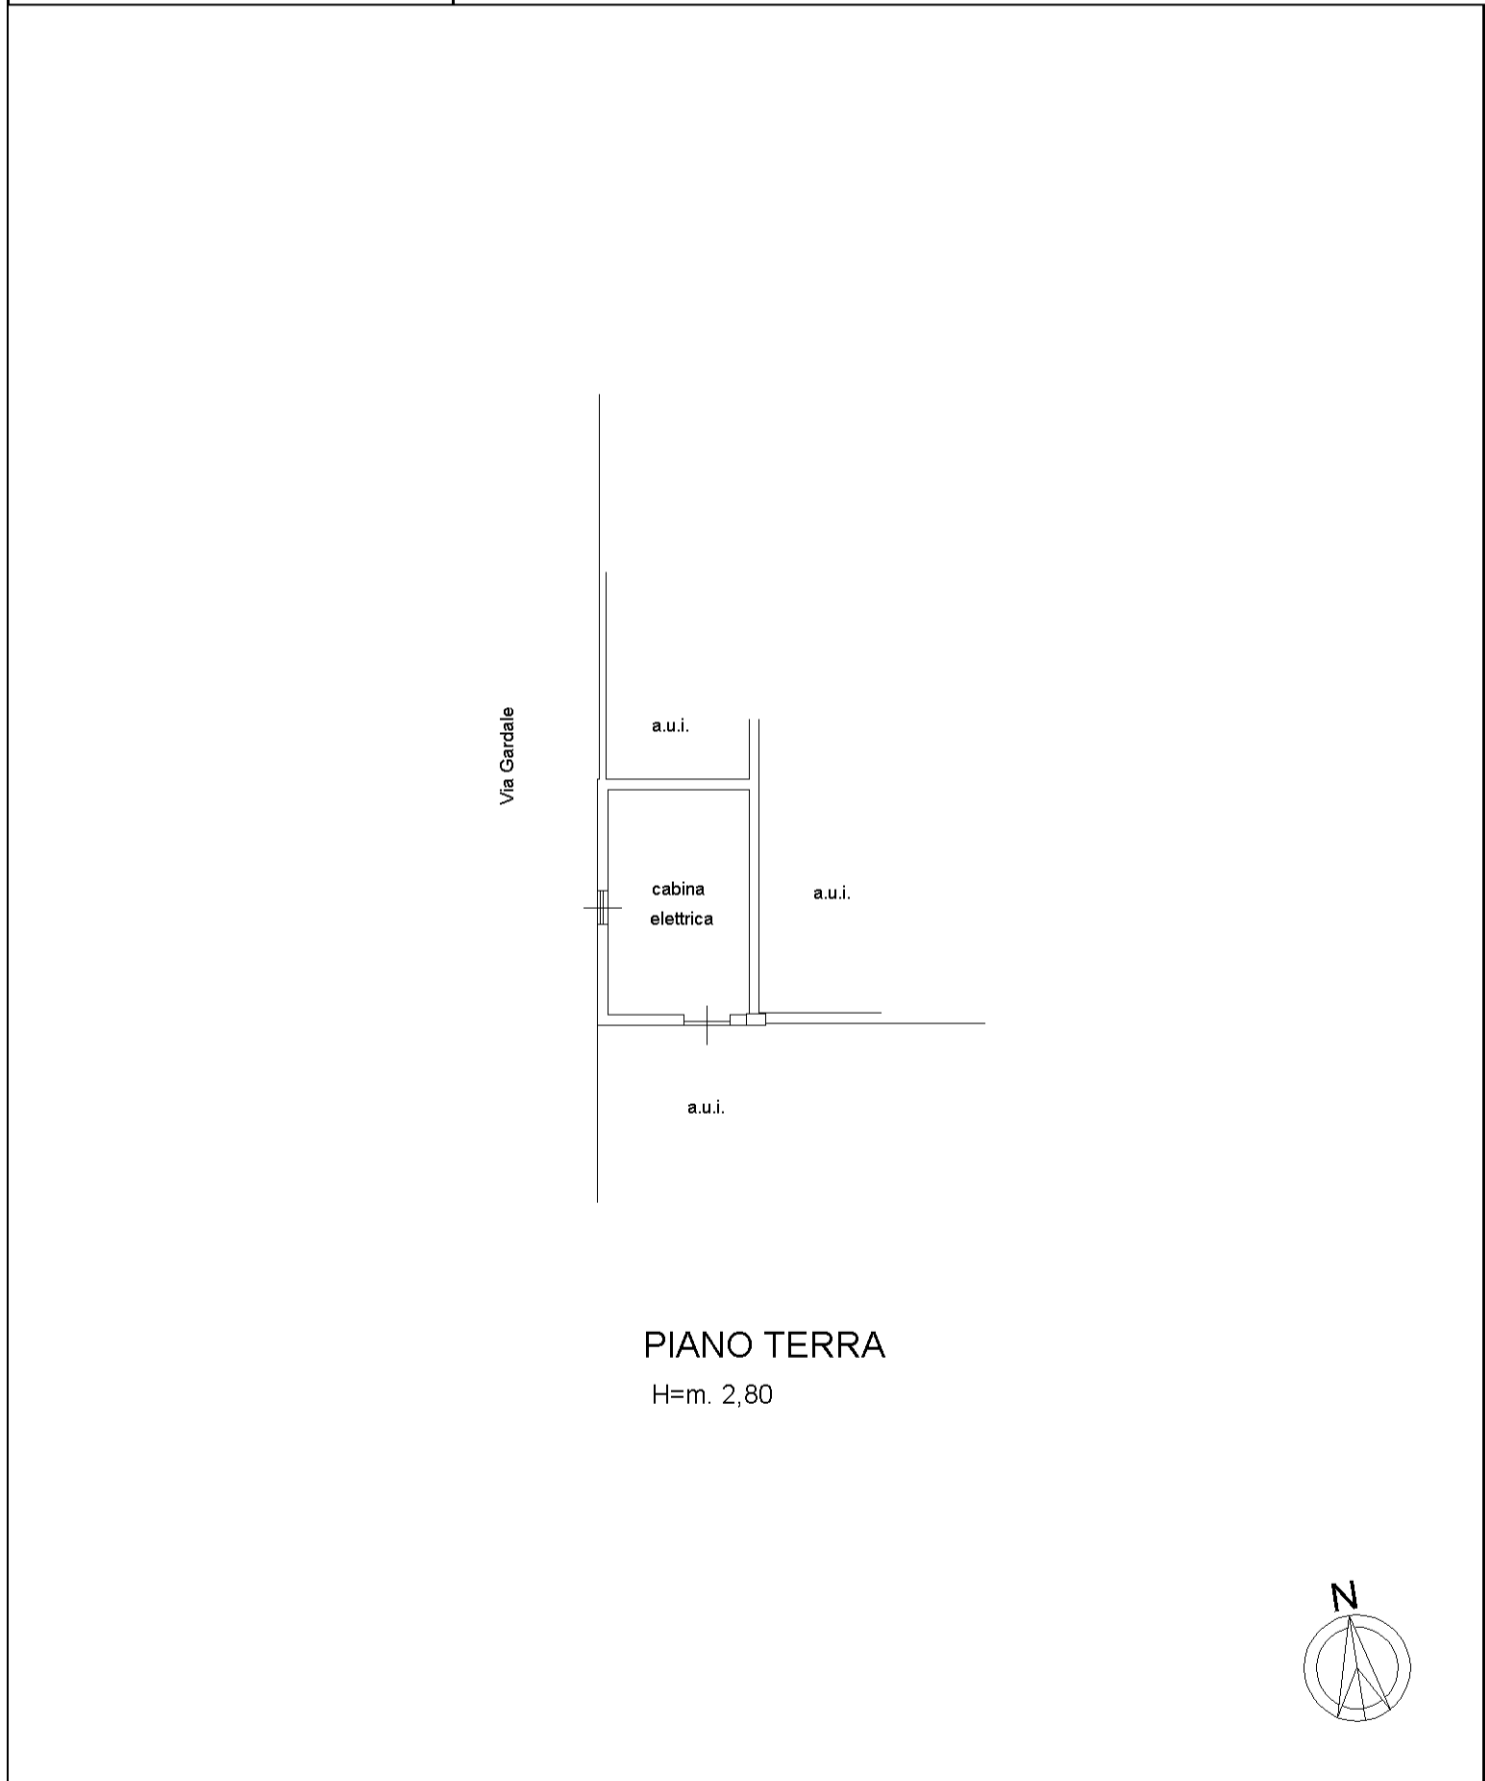 a.u.i.
Via Gardale
cabina
elettrica
a.u.i.
a.u.i.
PIANO TERRA
H=m. 2,80
N